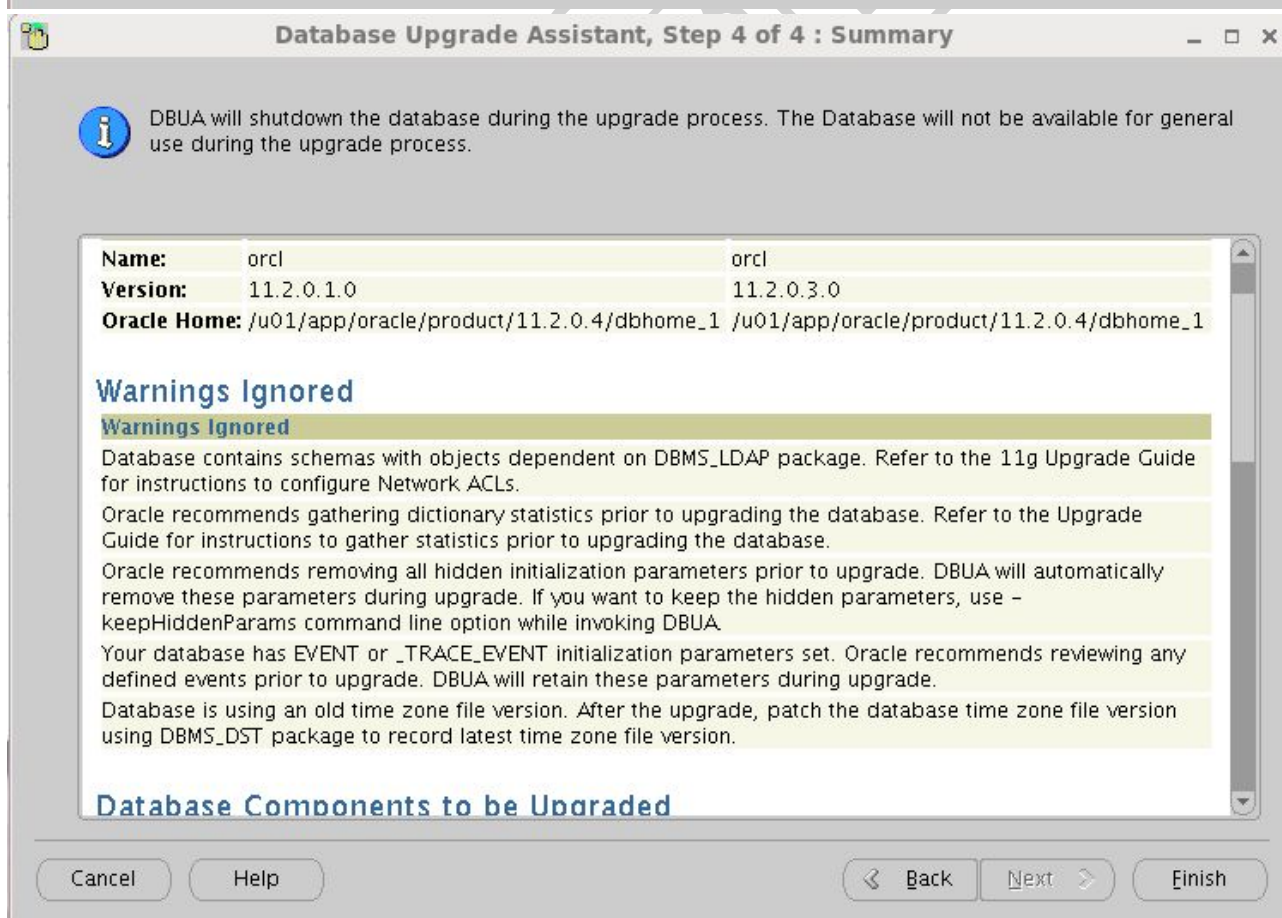 Database Upgrade Assistant, Step 4 of 4 : Summary
DBUA will shutdown the database during the upgrade process. The Database will not be available for general
use during the upgrade process.
Name: orcl orcl
Version: 11.2.0.1.0 11.2.0.3.0
Oracle Home: /u01/app/oracle/product/11.2.0.4/dbhome_1 /u01/app/oracle/product/11.2.0.4/dbhome_1
Warnings Ignored
Warnings Ignored
Database contains schemas with objects dependent on DBMS_LDAP package. Refer to the 11g Upgrade Guide
for instructions to configure Network ACLs.
Oracle recommends gathering dictionary statistics prior to upgrading the database. Refer to the Upgrade
Guide for instructions to gather statistics prior to upgrading the database.
Oracle recommends removing all hidden initialization parameters prior to upgrade. DBUA will automatically
remove these parameters during upgrade. If you want to keep the hidden parameters, use –
keepHiddenParams command line option while invoking DBUA.
Your database has EVENT or _TRACE_EVENT initialization parameters set. Oracle recommends reviewing any
defined events prior to upgrade. DBUA will retain these parameters during upgrade.
Database is using an old time zone file version. After the upgrade, patch the database time zone file version
using DBMS_DST package to record latest time zone file version.
Database Components to be Upgraded
Cancel Help Back Next Finish